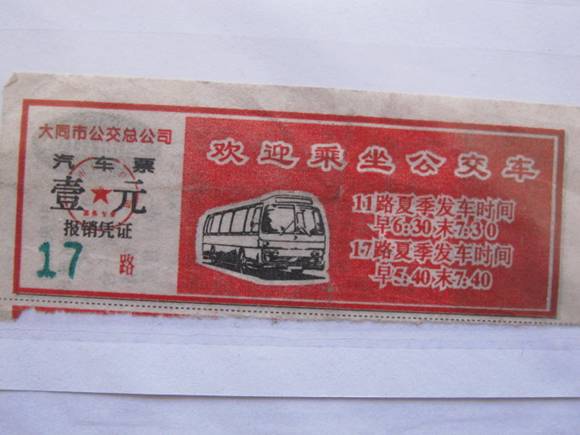 大同市公交总公司
汽车票
壹元
报销凭证
17 路
欢迎乘坐公交车
11路夏季发车时间
早6:30末7:30
17路夏季发车时间
早5:40末7:40